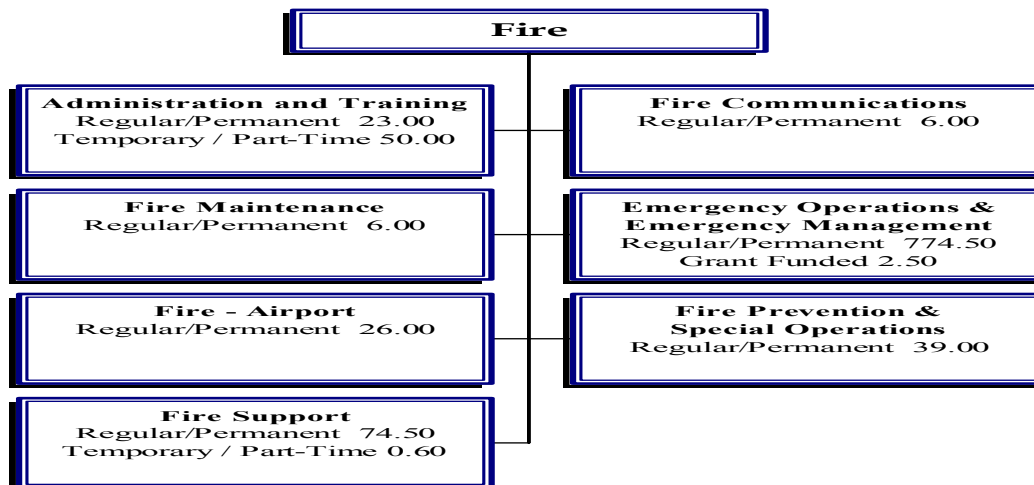 Fire
Administration and Training
Regular/Permanent 23.00
Temporary / Part-Time 50.00
Fire Communications
Regular/Permanent 6.00
Fire Maintenance
Regular/Permanent 6.00
Emergency Operations &
Emergency Management
Regular/Permanent 774.50
Grant Funded 2.50
Fire - Airport
Regular/Permanent 26.00
Fire Prevention &
Special Operations
Regular/Permanent 39.00
Fire Support
Regular/Permanent 74.50
Temporary / Part-Time 0.60